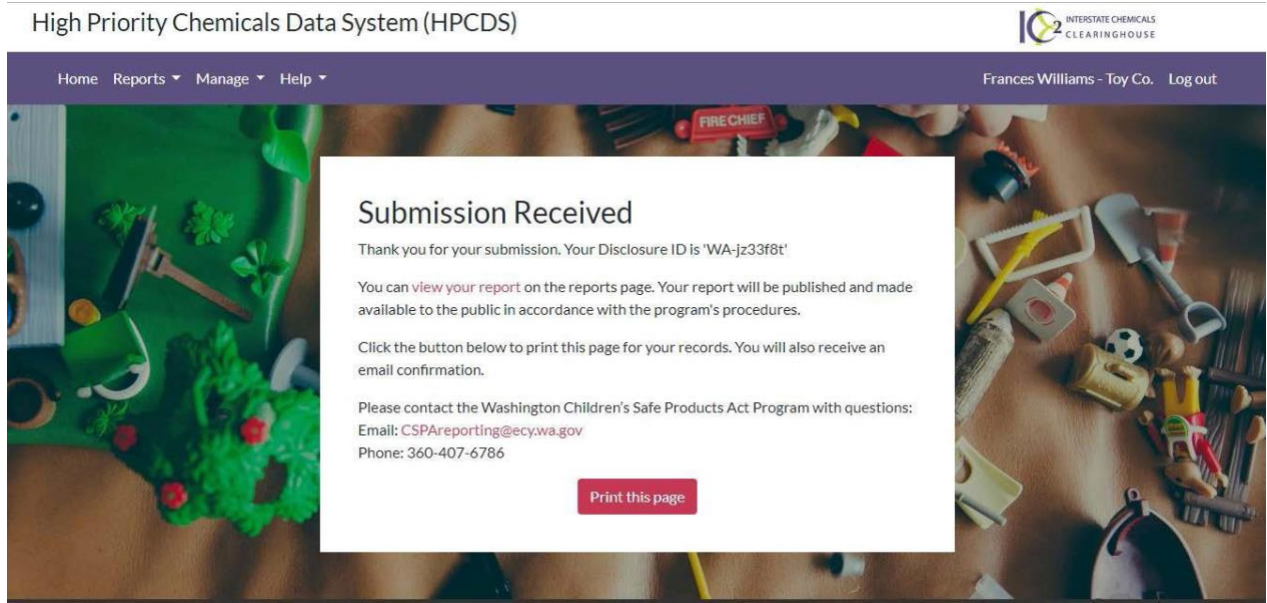 High Priority Chemicals Data System (HPCDS)
IC2 INTERSTATE CHEMICALS
CLEARINGHOUSE
Home Reports Manage Help Frances Williams - Toy Co. Log out
FIRE CHIEF
Submission Received
Thank you for your submission. Your Disclosure ID is 'WA-jz33f8t'
You can view your report on the reports page. Your report will be published and made
available to the public in accordance with the program's procedures.
Click the button below to print this page for your records. You will also receive an
email confirmation.
Please contact the Washington Children's Safe Products Act Program with questions:
Email: CSPAreporting@ecy.wa.gov
Phone: 360-407-6786
Print this page